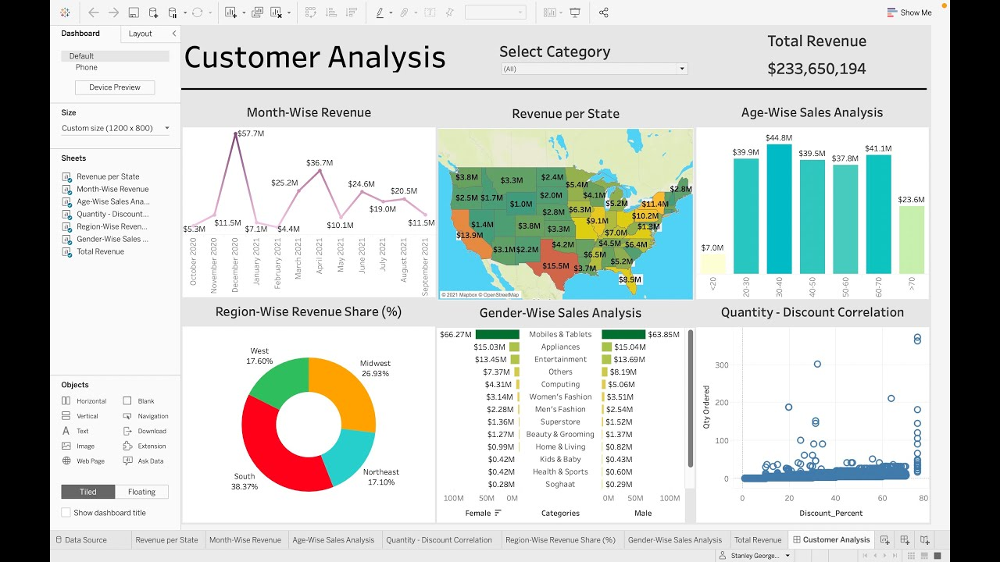 Show Me
Dashboard
Layout
Default
Phone
Device Preview
Size
Custom size (1200 x 800)
Sheets
Revenue per State
Month-Wise Revenue
Age-Wise Sales Ana...
Quantity - Discount...
Region-Wise Reven...
Gender-Wise Sales ...
Total Revenue
Objects
Horizontal
Blank
Vertical
Navigation
Text
Download
Image
Extension
Web Page
Ask Data
Tiled
Floating
Show dashboard title
Customer Analysis
Select Category
(All)
Total Revenue
$233,650,194
Month-Wise Revenue
$57.7M
$36.7M
$25.2M
$24.6M
$20.5M
$19.0M
$5.3M
$11.5M
$7.1M
$4.4M
$10.1M
$11.5M
October 2020
November 2020
December 2020
January 2021
February 2021
March 2021
April 2021
May 2021
June 2021
July 2021
August 2021
September 2021
Revenue per State
$3.8M
$3.3M
$2.4M
$5.4M
$2.8M
$2.5M
$1.7M
$1.0M
$2.0M
$4.1M
$5.2M
$11.4M
$2.8M
$6.3M
$10.2M
$1.4M
$3.8M
$3.3M
$9.1M
$7.0M
$1.3M
$13.9M
$3.1M
$2.2M
$4.2M
$4.5M
$6.4M
$6.5M
$5.2M
$15.5M
$3.7M
$8.5M
© 2021 Mapbox © OpenStreetMap
Age-Wise Sales Analysis
$44.8M
$39.9M
$39.5M
$37.8M
$41.1M
$23.6M
$7.0M
<20
20-30
30-40
40-50
50-60
60-70
>70
Region-Wise Revenue Share (%)
West
17.60%
Midwest
26.93%
South
38.37%
Northeast
17.10%
Gender-Wise Sales Analysis
$66.27M Mobiles & Tablets $63.85M
$15.03M Appliances $15.04M
$13.45M Entertainment $13.69M
$7.37M Others $8.19M
$4.31M Computing $5.06M
$3.14M Women's Fashion $3.51M
$2.28M Men's Fashion $2.54M
$1.36M Superstore $1.52M
$1.27M Beauty & Grooming $1.37M
$0.99M Home & Living $0.82M
$0.42M Kids & Baby $0.43M
$0.42M Health & Sports $0.60M
$0.28M Soghaat $0.29M
100M 50M 0M 0M 50M 100M
Female Categories Male
Quantity - Discount Correlation
Qty Ordered
300
200
100
0
0 20 40 60 80
Discount_Percent
Data Source
Revenue per State
Month-Wise Revenue
Age-Wise Sales Analysis
Quantity - Discount Correlation
Region-Wise Revenue Share (%)
Gender-Wise Sales Analysis
Total Revenue
Customer Analysis
Stanley George...